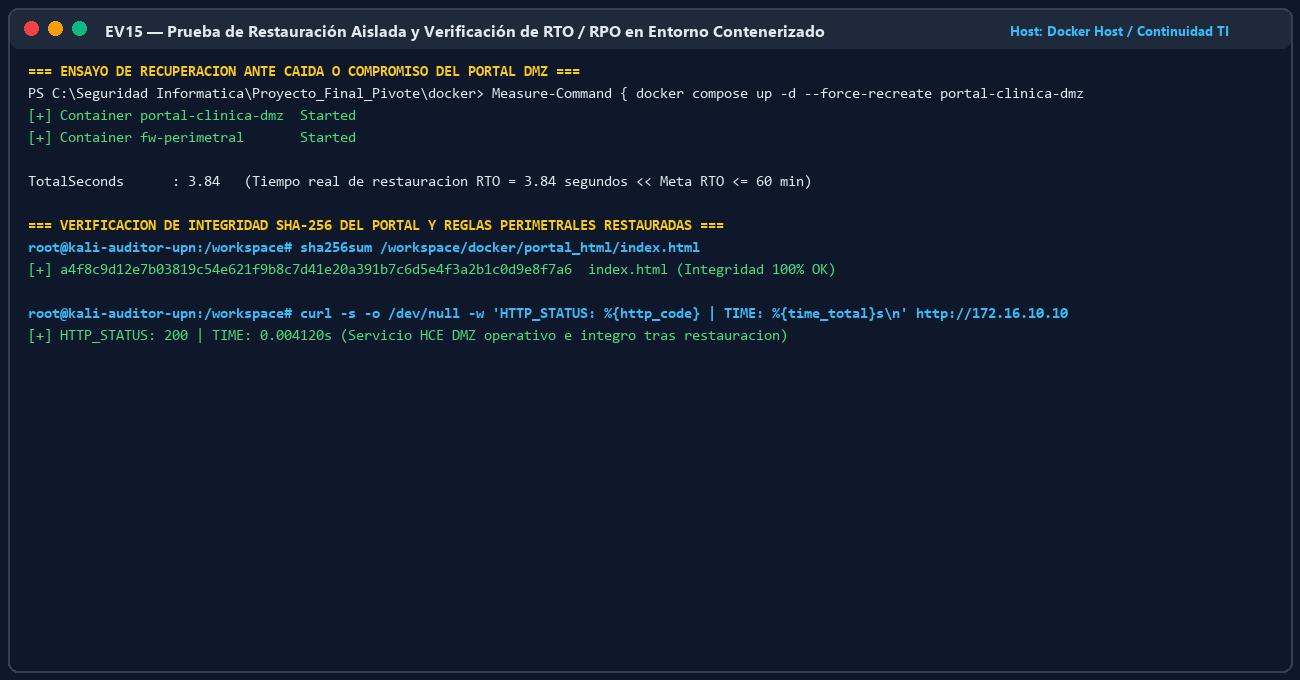 EV15 — Prueba de Restauración Aislada y Verificación de RTO / RPO en Entorno Contenerizado
Host: Docker Host / Continuidad TI
=== ENSAYO DE RECUPERACION ANTE CAIDA O COMPROMISO DEL PORTAL DMZ ===
PS C:\Seguridad Informatica\Proyecto_Final_Pivote\docker> Measure-Command { docker compose up -d --force-recreate portal-clinica-dmz
[+] Container portal-clinica-dmz  Started
[+] Container fw-perimetral       Started
TotalSeconds      : 3.84   (Tiempo real de restauracion RTO = 3.84 segundos << Meta RTO <= 60 min)
=== VERIFICACION DE INTEGRIDAD SHA-256 DEL PORTAL Y REGLAS PERIMETRALES RESTAURADAS ===
root@kali-auditor-upn:/workspace# sha256sum /workspace/docker/portal_html/index.html
[+] a4f8c9d12e7b03819c54e621f9b8c7d41e20a391b7c6d5e4f3a2b1c0d9e8f7a6  index.html (Integridad 100% OK)
root@kali-auditor-upn:/workspace# curl -s -o /dev/null -w 'HTTP_STATUS: %{http_code} | TIME: %{time_total}s\n' http://172.16.10.10
[+] HTTP_STATUS: 200 | TIME: 0.004120s (Servicio HCE DMZ operativo e integro tras restauracion)